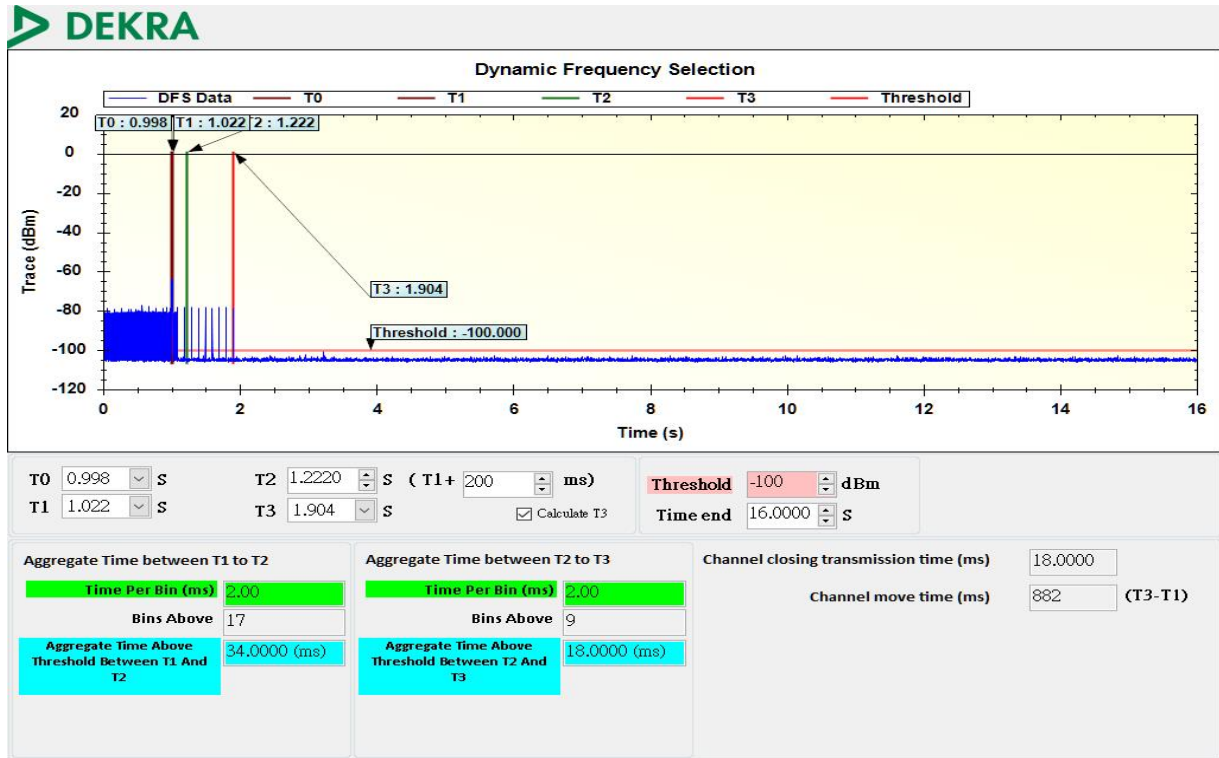 DEKRA
Dynamic Frequency Selection
DFS Data T0 T1 T2 T3 Threshold
T0 : 0.998 T1 : 1.022 2 : 1.222
T3 : 1.904
Threshold : -100.000
Trace (dBm)
20
0
-20
-40
-60
-80
-100
-120
0 2 4 6 8 10 12 14 16
Time (s)
T0 0.998 S T2 1.2220 S ( T1+ 200 ms) Threshold -100 dBm
T1 1.022 S T3 1.904 S Calculate T3 Time end 16.0000 S
Aggregate Time between T1 to T2
Time Per Bin (ms) 2.00
Bins Above 17
Aggregate Time Above
Threshold Between T1 And
T2
34.0000 (ms)
Aggregate Time between T2 to T3
Time Per Bin (ms) 2.00
Bins Above 9
Aggregate Time Above
Threshold Between T2 And
T3
18.0000 (ms)
Channel closing transmission time (ms) 18.0000
Channel move time (ms) 882 (T3-T1)